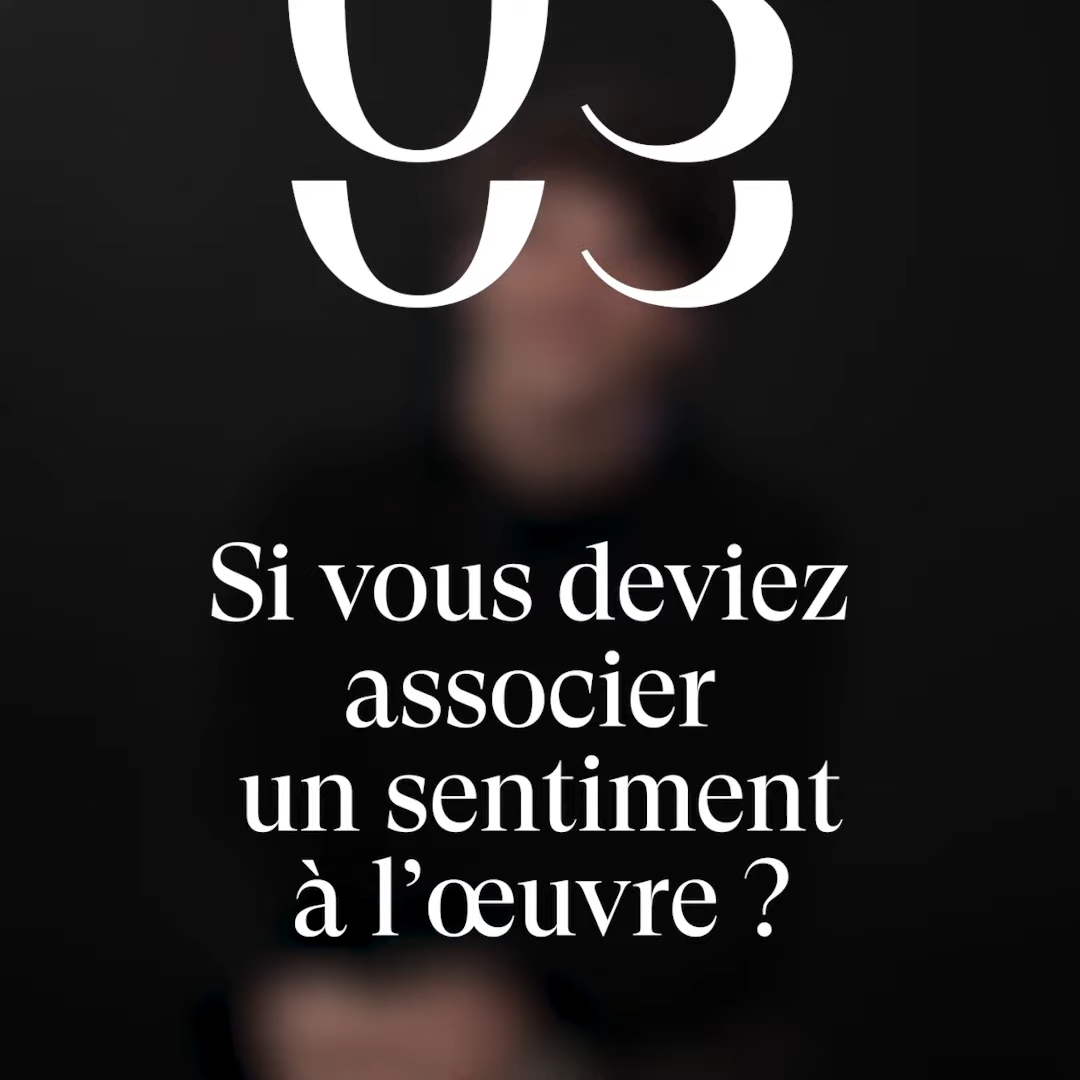 03
Si vous deviez
associer
un sentiment
à l’œuvre ?